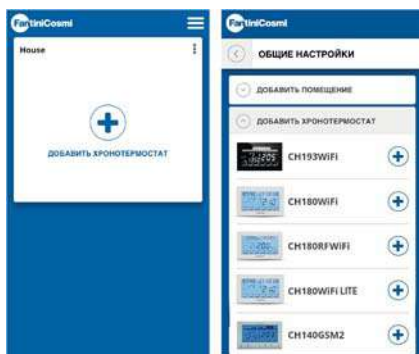 FantiniCosmi
House
ДОБАВИТЬ ХРОНОТЕРМОСТАТ
FantiniCosmi
ОБЩИЕ НАСТРОЙКИ
ДОБАВИТЬ ПОМЕЩЕНИЕ
ДОБАВИТЬ ХРОНОТЕРМОСТАТ
CH193WiFi
CH180WiFi
CH180RFWiFi
CH180WiFi LITE
CH140GSM2